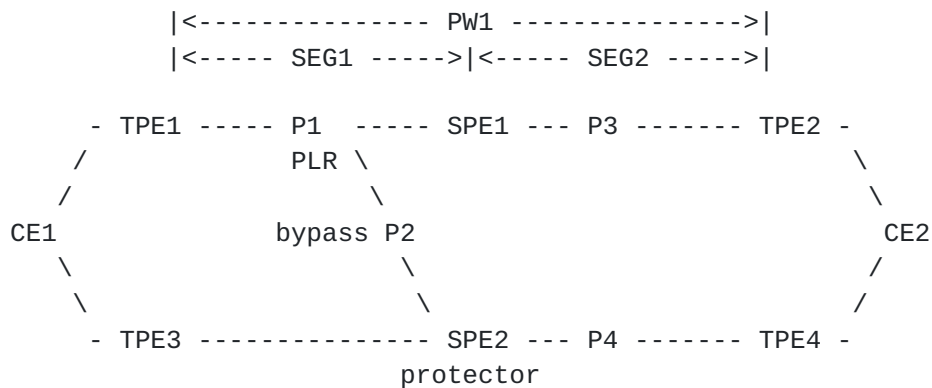 |<--------------- PW1 --------------->|
|<----- SEG1 ----->|<----- SEG2 ----->|
- TPE1 ----- P1 ----- SPE1 --- P3 ------- TPE2 -
/ PLR \ \
/ \ \
CE1 bypass P2 CE2
\ \ /
\ \ /
- TPE3 --------------- SPE2 --- P4 ------- TPE4 -
protector